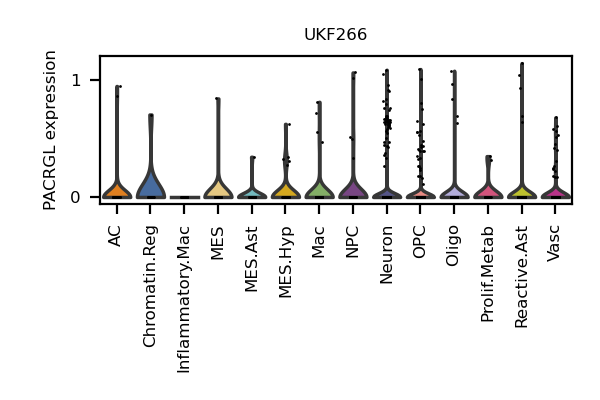 UKF266
PACRGL expression
1
0
AC
Chromatin.Reg
Inflammatory.Mac
MES
MES.Ast
MES.Hyp
Mac
NPC
Neuron
OPC
Oligo
Prolif.Metab
Reactive.Ast
Vasc